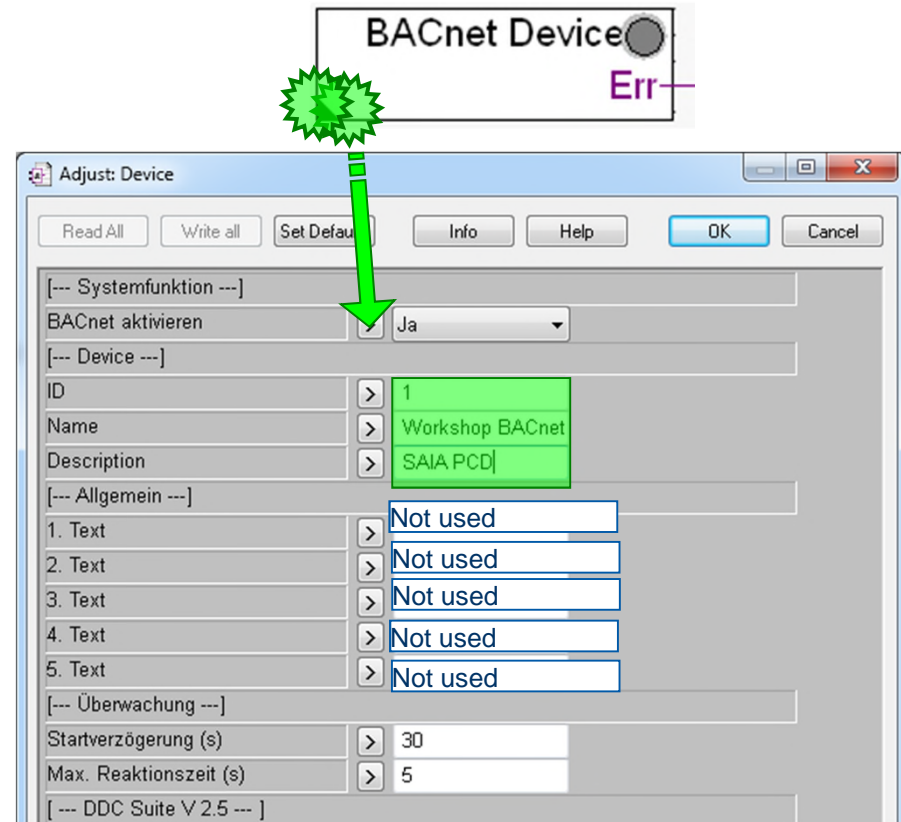 BACnet Device
Err
Adjust: Device
Read All Write all Set Defau Info Help OK Cancel
[--- Systemfunktion ---]
BACnet aktivieren > Ja
[--- Device ---]
ID > 1
Name > Workshop BACnet
Description > SAIA PCD
[--- Allgemein ---]
1. Text > Not used
2. Text > Not used
3. Text > Not used
4. Text > Not used
5. Text > Not used
[--- Überwachung ---]
Startverzögerung (s) > 30
Max. Reaktionszeit (s) > 5
[ --- DDC Suite V 2.5 --- ]